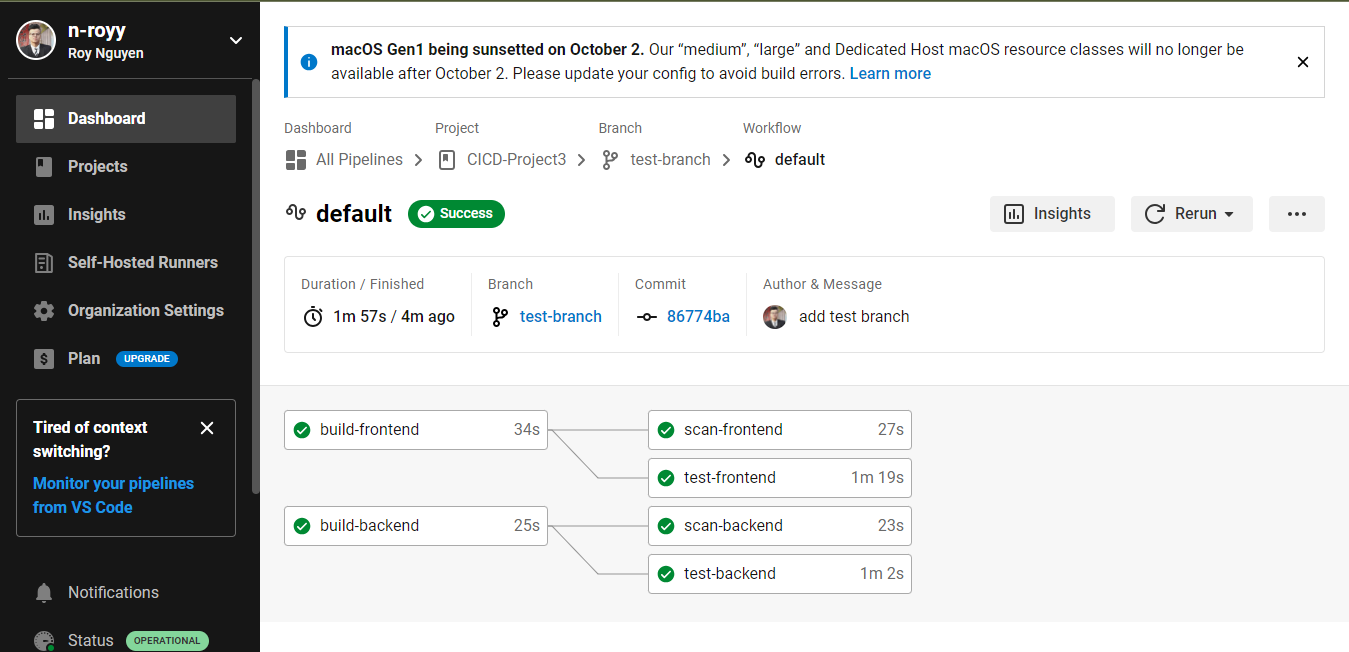 n-royy
Roy Nguyen
Dashboard
Projects
Insights
Self-Hosted Runners
Organization Settings
Plan UPGRADE
Tired of context
switching?
Monitor your pipelines
from VS Code
Notifications
Status OPERATIONAL
macOS Gen1 being sunsetted on October 2. Our “medium”, “large” and Dedicated Host macOS resource classes will no longer be
available after October 2. Please update your config to avoid build errors. Learn more
Dashboard Project Branch Workflow
All Pipelines CICD-Project3 test-branch default
default Success Insights Rerun
Duration / Finished Branch Commit Author & Message
1m 57s / 4m ago test-branch 86774ba add test branch
build-frontend 34s scan-frontend 27s
test-frontend 1m 19s
build-backend 25s scan-backend 23s
test-backend 1m 2s